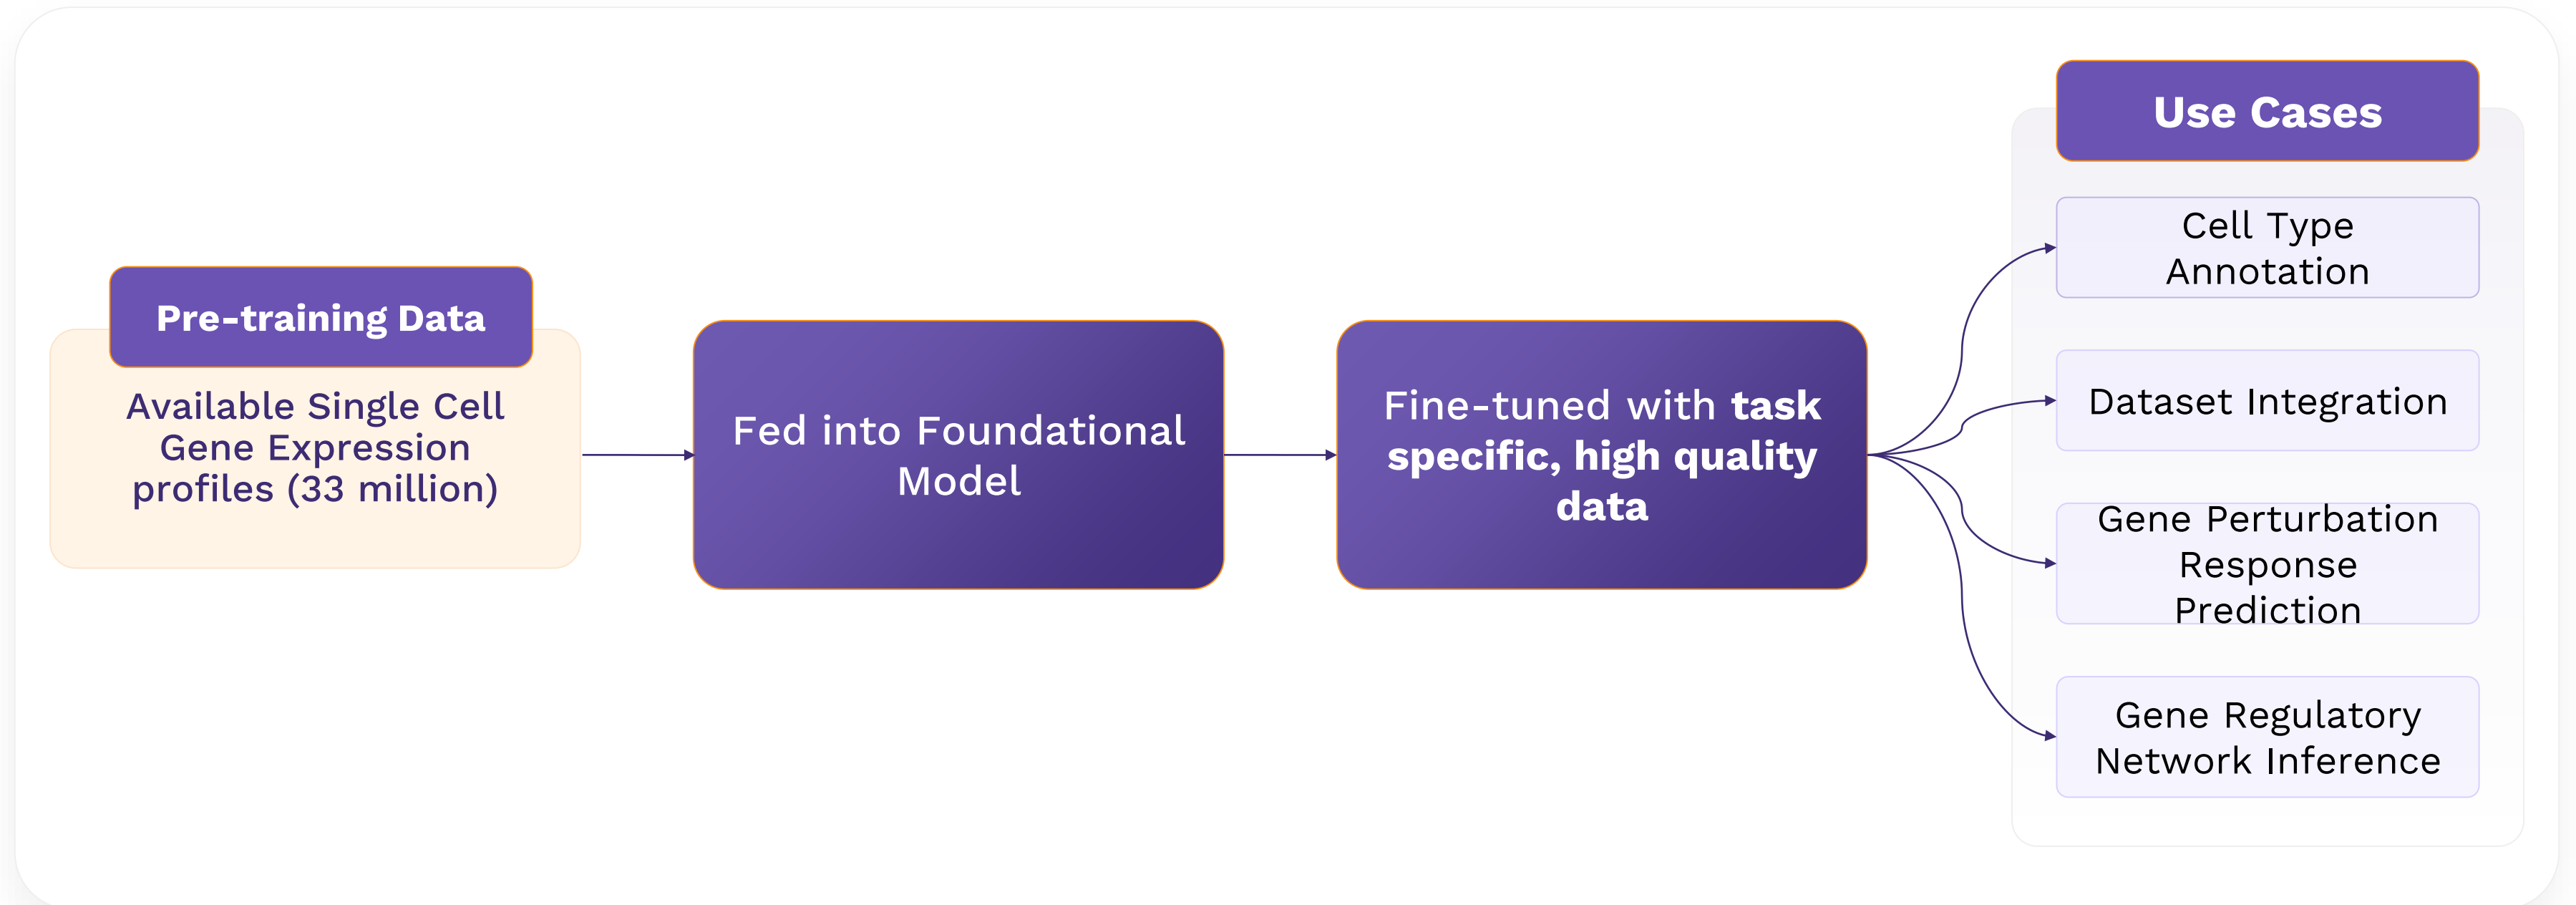 Pre-training Data
Available Single Cell
Gene Expression
profiles (33 million)
Fed into Foundational
Model
Fine-tuned with task
specific, high quality
data
Use Cases
Cell Type
Annotation
Dataset Integration
Gene Perturbation
Response
Prediction
Gene Regulatory
Network Inference